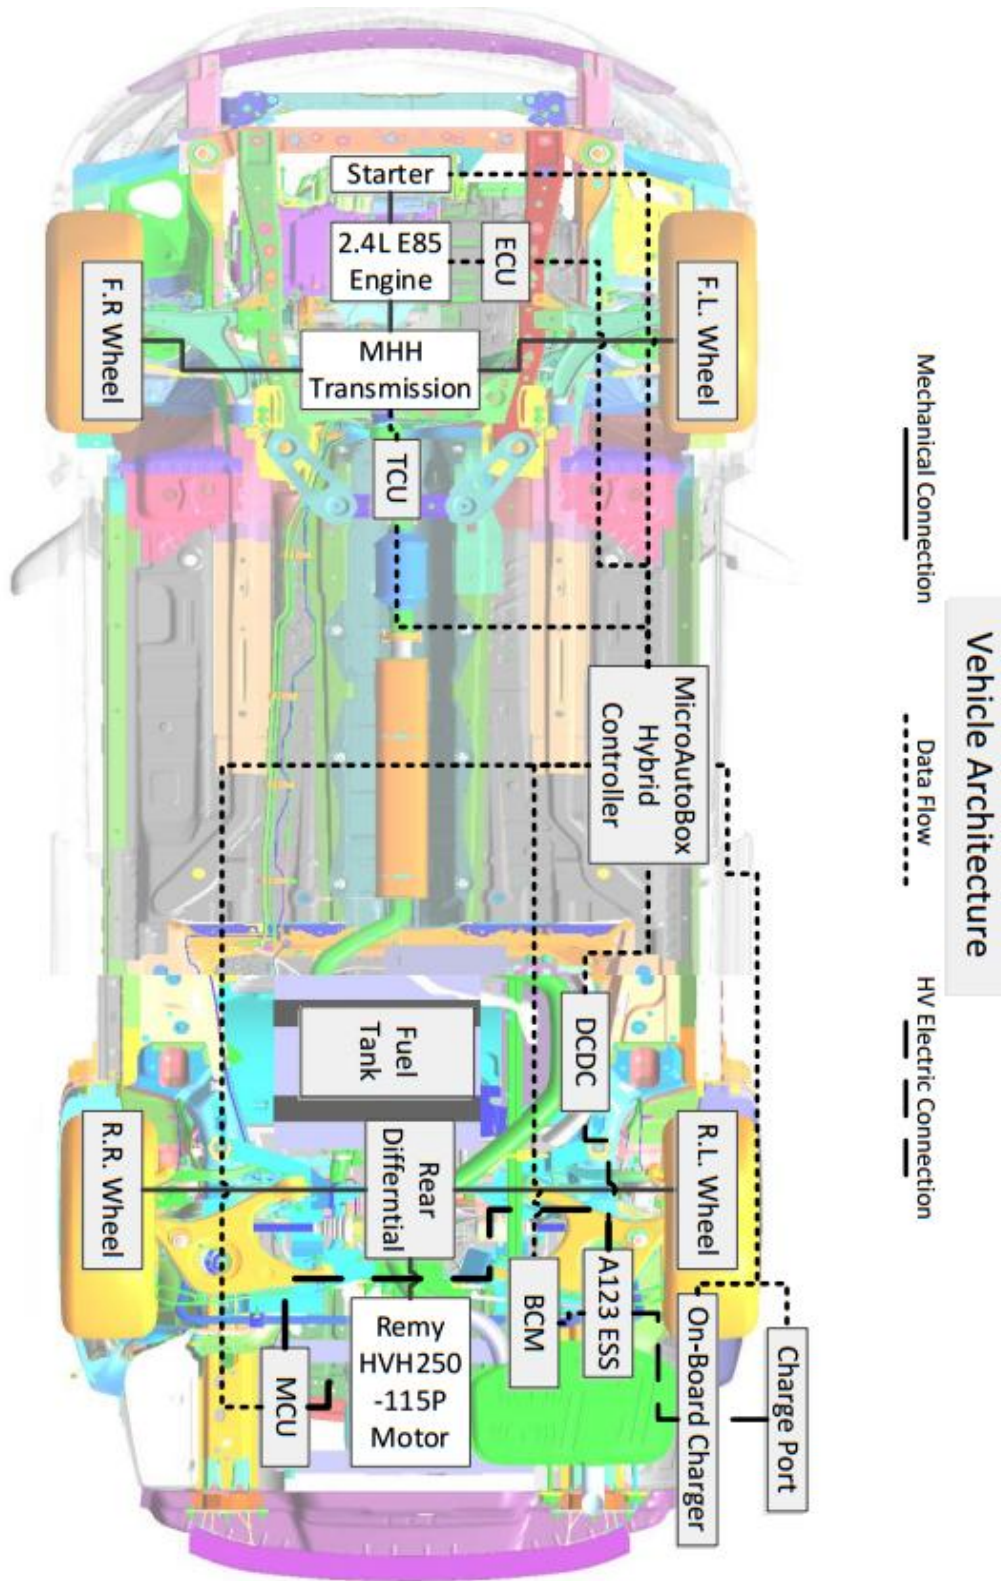 Vehicle Architecture
Mechanical Connection
Data Flow
HV Electric Connection
Starter
2.4L E85
Engine
ECU
F.R Wheel
F.L. Wheel
MHH
Transmission
TCU
MicroAutoBox
Hybrid
Controller
Fuel
Tank
DCDC
R.R. Wheel
Rear
Differntial
R.L. Wheel
A123 ESS
BCM
MCU
Remy
HVH250
-115P
Motor
On-Board Charger
Charge Port